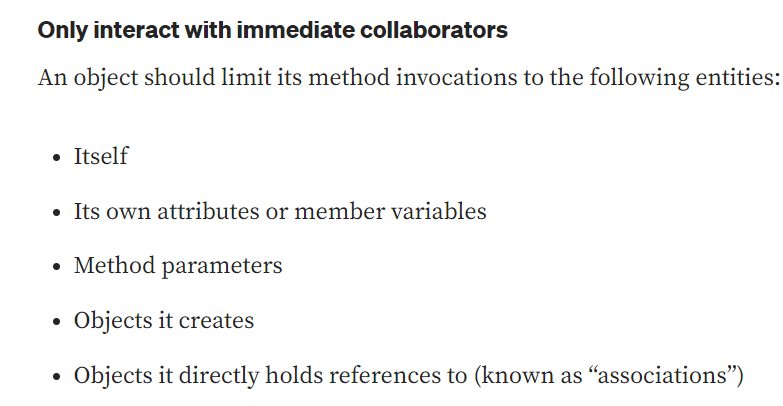 Only interact with immediate collaborators
An object should limit its method invocations to the following entities:
• Itself
• Its own attributes or member variables
• Method parameters
• Objects it creates
• Objects it directly holds references to (known as “associations”)